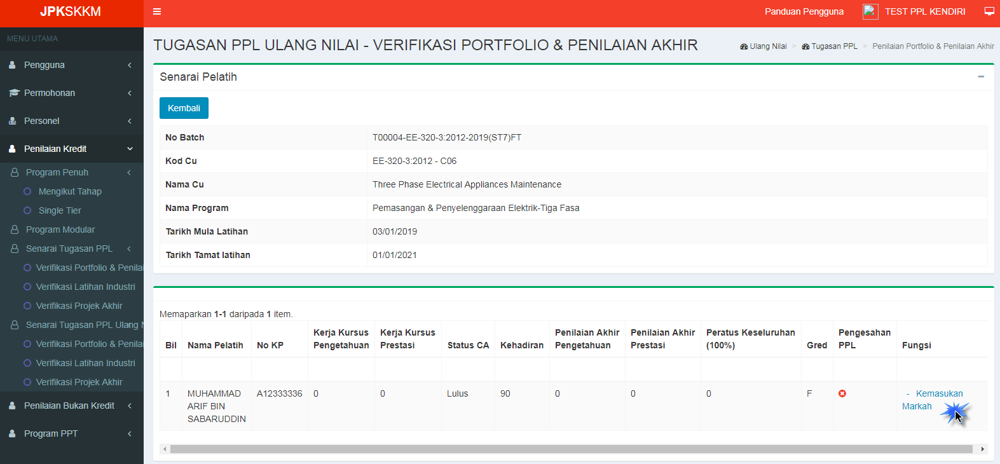 JPKSKKM
Panduan Pengguna
TEST PPL KENDIRI
MENU UTAMA
Pengguna
Permohonan
Personel
Penilaian Kredit
Program Penuh
Mengikut Tahap
Single Tier
Program Modular
Senarai Tugasan PPL
Verifikasi Portfolio & Penilai
Verifikasi Latihan Industri
Verifikasi Projek Akhir
Senarai Tugasan PPL Ulang N
Verifikasi Portfolio & Penilai
Verifikasi Latihan Industri
Verifikasi Projek Akhir
Penilaian Bukan Kredit
Program PPT
TUGASAN PPL ULANG NILAI - VERIFIKASI PORTFOLIO & PENILAIAN AKHIR
Ulang Nilai > Tugasan PPL > Penilaian Portfolio & Penilaian Akhir
Senarai Pelatih
Kembali
No Batch T00004-EE-320-3:2012-2019(ST7)FT
Kod Cu EE-320-3:2012 - C06
Nama Cu Three Phase Electrical Appliances Maintenance
Nama Program Pemasangan & Penyelenggaraan Elektrik-Tiga Fasa
Tarikh Mula Latihan 03/01/2019
Tarikh Tamat latihan 01/01/2021
Memaparkan 1-1 daripada 1 item.
Kerja Kursus Kerja Kursus Penilaian Akhir Penilaian Akhir Peratus Keseluruhan Pengesahan
Bil Nama Pelatih No KP Pengetahuan Prestasi Status CA Kehadiran Pengetahuan Prestasi (100%) Gred PPL Fungsi
1 MUHAMMAD A12333336 0 0 Lulus 90 0 0 0 F - Kemasukan
ARIF BIN Markah
SABARUDDIN